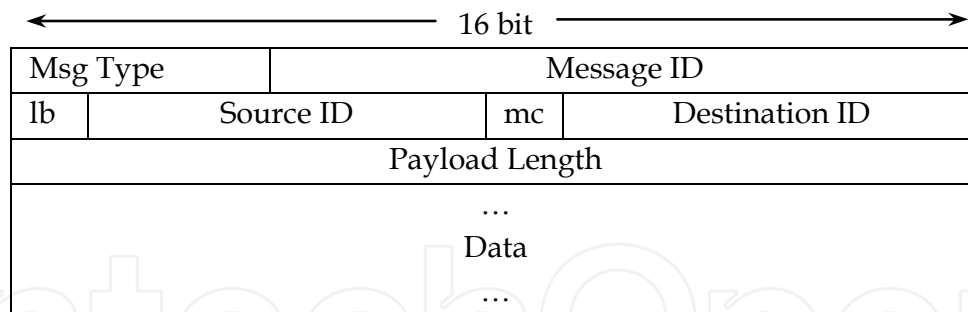 16 bit
Msg Type Message ID
lb Source ID mc Destination ID
Payload Length
…
Data
…